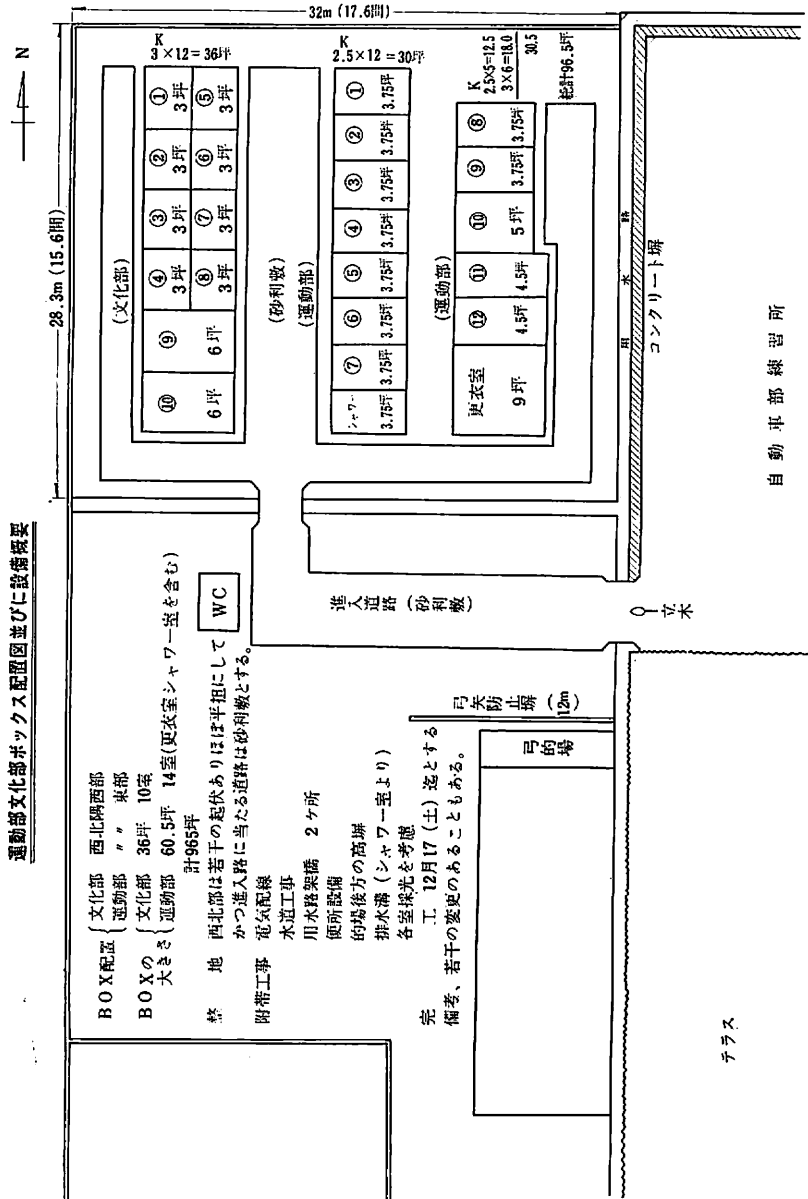 運動部文化部ボックス配置図並びに設備概要
BOX配置{文化部 西北隅西部
運動部 〃〃 東部
BOXの大きさ{文化部 36坪 10室
運動部 60.5坪 14室(更衣室シャワー室を含む)
計965坪
整地 西北部は若干の起伏ありほぼ平担にして
かつ進入路に当たる道路は砂利敷とする。
附帯工事 電気配線
水道工事
用水路架橋 2ヶ所
便所設備
的場後方の高塀
排水溝(シャワー室より)
各室採光を考慮
完工 12月17(土)迄とする
備考、若干の変更のあることもある。
WC
進入道路(砂利敷)
立木
弓矢防止塀(12m)
弓的場
テラス
28.3m(15.6間)
N
32m(17.6間)
(文化部)
K
3×12=36坪
① 3坪
② 3坪
③ 3坪
④ 3坪
⑤ 3坪
⑥ 3坪
⑦ 3坪
⑧ 3坪
⑨ 6坪
⑩ 6坪
(砂利敷)
(運動部)
K
2.5×12=30坪
① 3.75坪
② 3.75坪
③ 3.75坪
④ 3.75坪
⑤ 3.75坪
⑥ 3.75坪
⑦ 3.75坪
シャワー 3.75坪
(運動部)
K
2.5×5=12.5
3×6=18.0
30.5
総計96.5坪
⑧ 3.75坪
⑨ 3.75坪
⑩ 5坪
⑪ 4.5坪
⑫ 4.5坪
更衣室 9坪
用水路
コンクリート塀
自動車部練習所